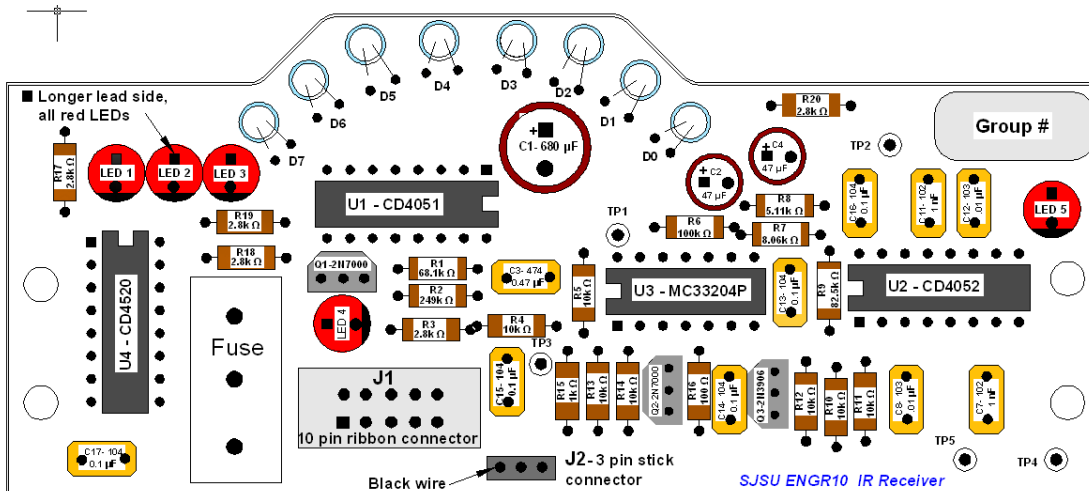 Longer lead side,
all red LEDs
D7
D6
D5
D4
D3
D2
D1
D0
+
C1- 680 µF
R20
2.8k Ω
Group #
TP2
R17
2.8k Ω
LED 1
LED 2
LED 3
U1 - CD4051
+
C2
47 µF
+
C4
47 µF
C16- 104
0.1 µF
C11- 102
1 nF
C12- 103
.01µF
LED 5
R19
2.8k Ω
R18
2.8k Ω
TP1
R8
5.11k Ω
R6
100k Ω
R7
8.06k Ω
Q1-2N7000
R1
68.1k Ω
R2
249k Ω
C3- 474
0.47 µF
R5
10k Ω
U3 - MC33204P
C13- 104
0.1 µF
R9
82.5k Ω
U2 - CD4052
U4 - CD4520
Fuse
LED 4
R3
2.8k Ω
R4
10k Ω
TP3
J1
10 pin ribbon connector
C15- 104
0.1 µF
R15
1k Ω
R13
10k Ω
R14
10k Ω
Q2-2N7000
R16
100 Ω
C14- 104
0.1 µF
Q3-2N3906
R12
10k Ω
R10
10k Ω
R11
10k Ω
C8- 103
.01µF
C7- 102
1 nF
C17- 104
0.1 µF
TP5
TP4
J2 - 3 pin stick
connector
Black wire
SJSU ENGR10 IR Receiver